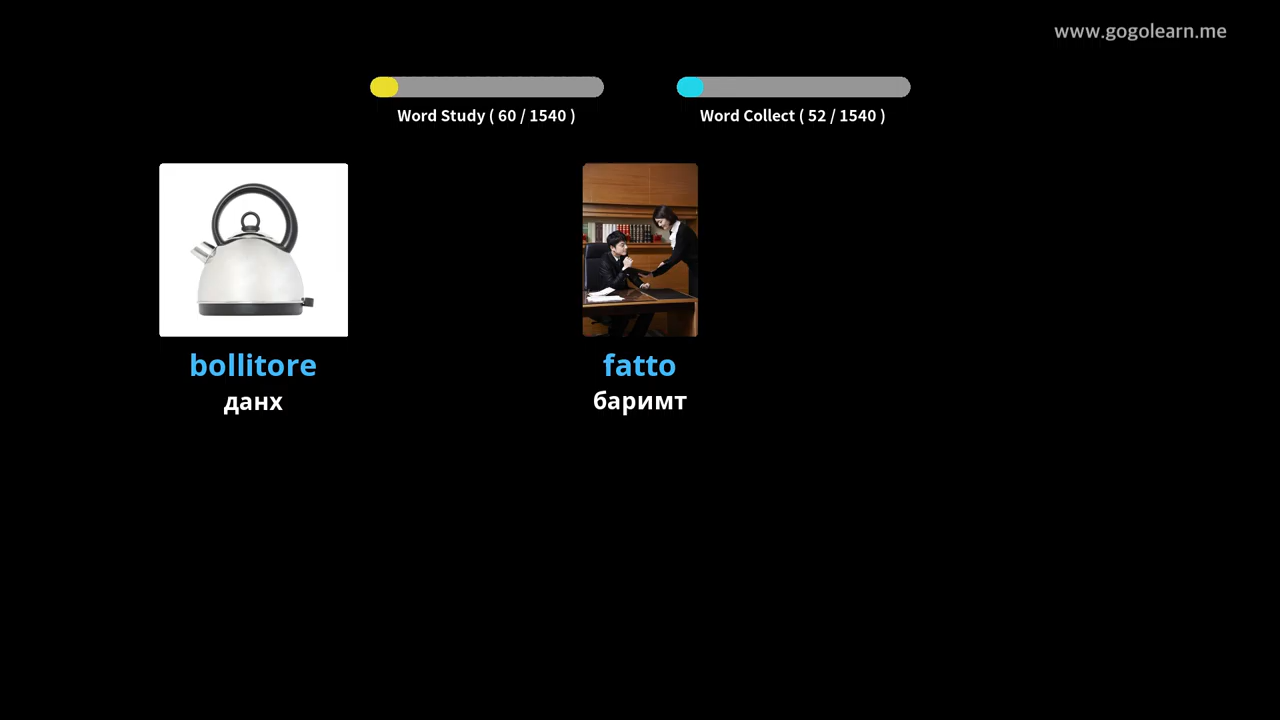 www.gogolearn.me
Word Study ( 60 / 1540 )
Word Collect ( 52 / 1540 )
bollitore
данх
fatto
баримт